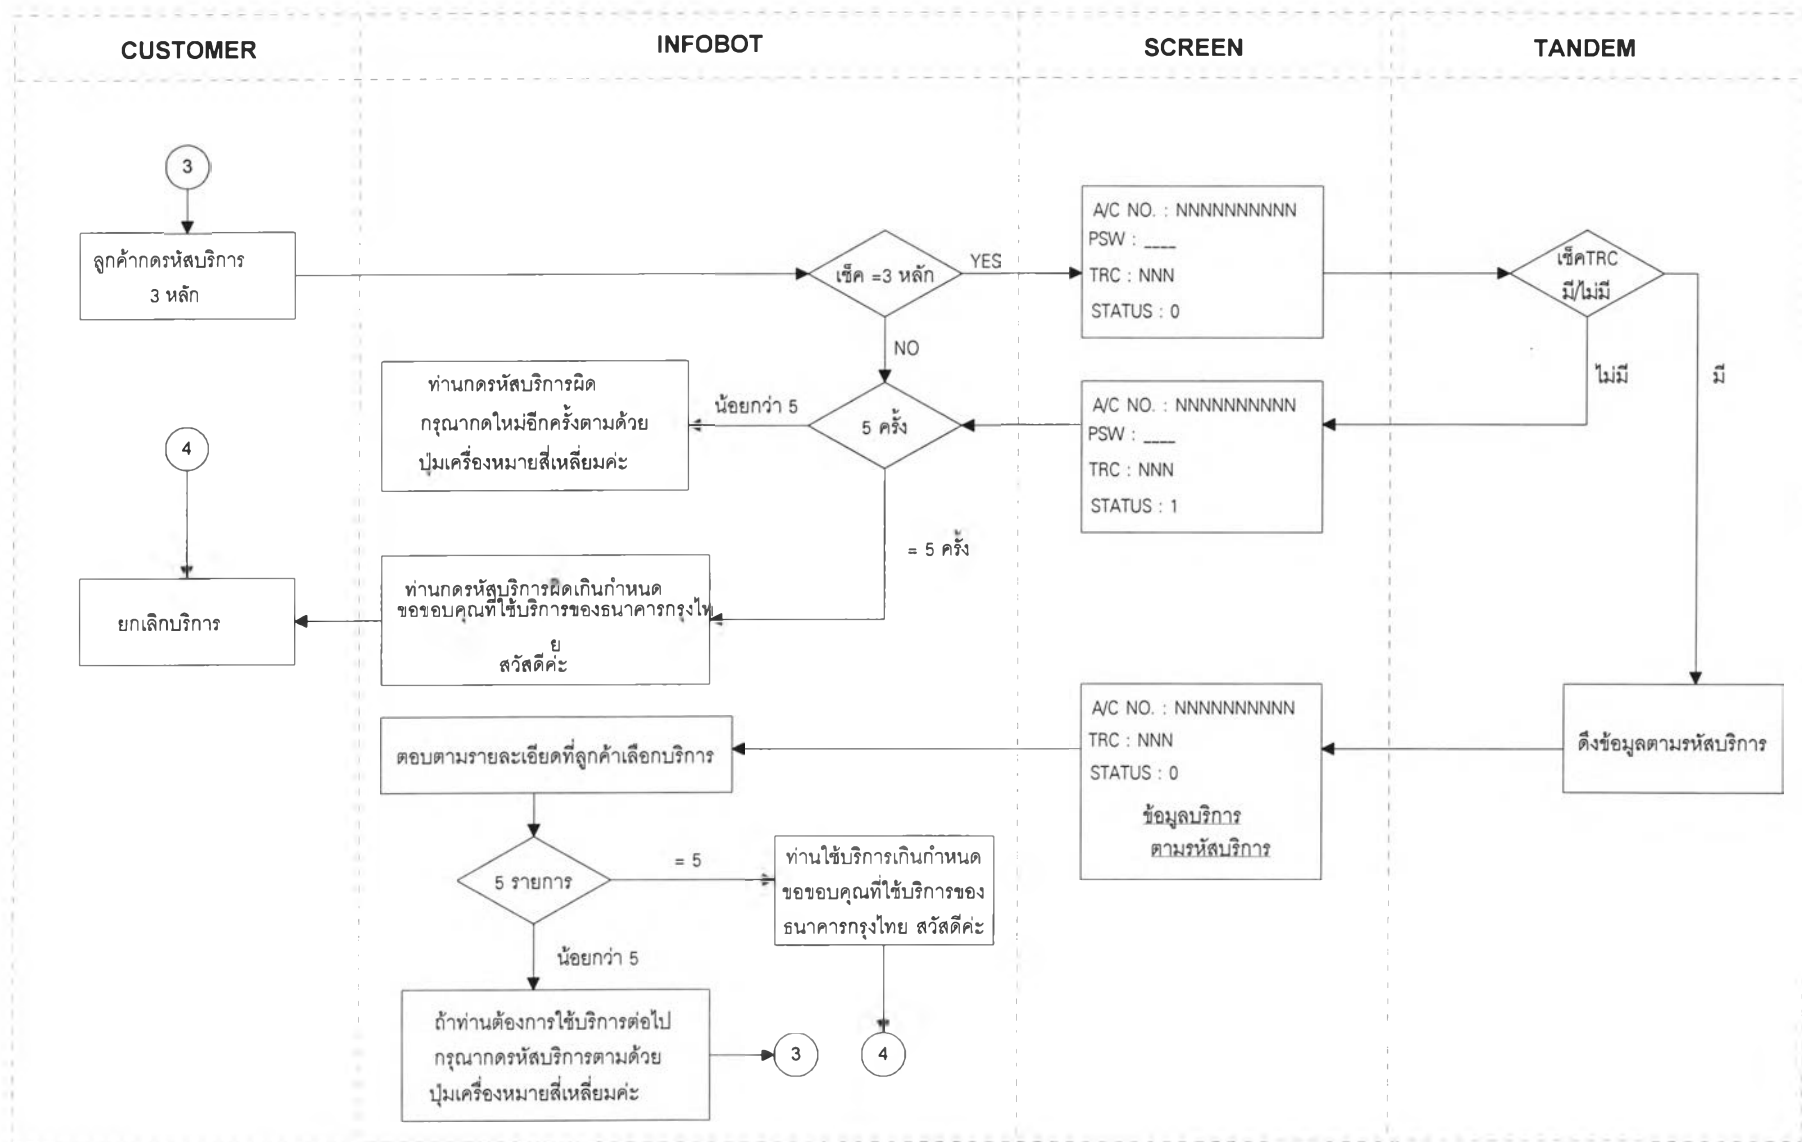 CUSTOMER
INFOBOT
SCREEN
TANDEM
3
ลูกค้ากดรหัสบริการ
3 หลัก
เช็ค =3 หลัก
YES
NO
A/C NO. : NNNNNNNNNN
PSW : ____
TRC : NNN
STATUS : 0
เช็คTRC
มี/ไม่มี
ไม่มี
มี
ท่านกดรหัสบริการผิด
กรุณากดใหม่อีกครั้งตามด้วย
ปุ่มเครื่องหมายสี่เหลี่ยมค่ะ
น้อยกว่า 5
5 ครั้ง
A/C NO. : NNNNNNNNNN
PSW : ____
TRC : NNN
STATUS : 1
4
= 5 ครั้ง
ยกเลิกบริการ
ท่านกดรหัสบริการผิดเกินกำหนด
ขอขอบคุณที่ใช้บริการของธนาคารกรุงไท
ย
สวัสดีค่ะ
ตอบตามรายละเอียดที่ลูกค้าเลือกบริการ
A/C NO. : NNNNNNNNNN
TRC : NNN
STATUS : 0
ข้อมูลบริการ
ตามรหัสบริการ
ดึงข้อมูลตามรหัสบริการ
5 รายการ
= 5
ท่านใช้บริการเกินกำหนด
ขอขอบคุณที่ใช้บริการของ
ธนาคารกรุงไทย สวัสดีค่ะ
น้อยกว่า 5
ถ้าท่านต้องการใช้บริการต่อไป
กรุณากดรหัสบริการตามด้วย
ปุ่มเครื่องหมายสี่เหลี่ยมค่ะ
3
4